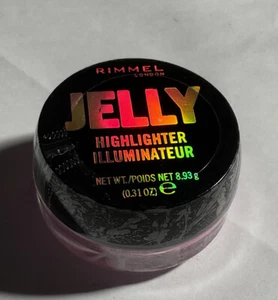 RIMMEL
LONDON
JELLY
HIGHLIGHTER
ILLUMINATEUR
NET WT./POIDS NET 8.93 g
(0.31 OZ) ℮